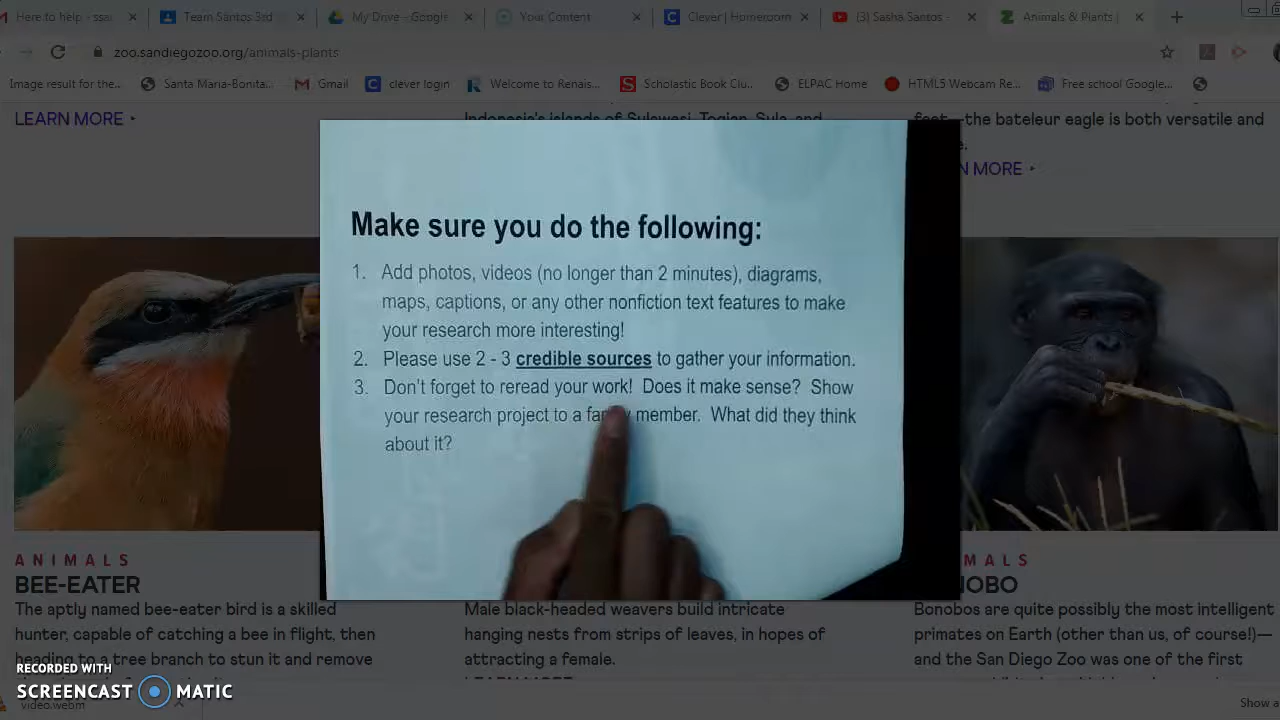 Here to help - ssa
Team Santos 3rd
My Drive - Google
Your Content
Clever | Homeroom
(3) Sasha Santos -
Animals & Plants
zoo.sandiegozoo.org/animals-plants
Image result for the...
Santa Maria-Bonita...
Gmail
clever login
Welcome to Renais...
Scholastic Book Clu...
ELPAC Home
HTML5 Webcam Re...
Free school Google...
LEARN MORE
Indonesia's islands of Sulawesi, Togian, Sula, and
feet—the bateleur eagle is both versatile and
MORE
Make sure you do the following:
1. Add photos, videos (no longer than 2 minutes), diagrams,
maps, captions, or any other nonfiction text features to make
your research more interesting!
2. Please use 2 - 3 credible sources to gather your information.
3. Don't forget to reread your work! Does it make sense? Show
your research project to a family member. What did they think
about it?
ANIMALS
BEE-EATER
The aptly named bee-eater bird is a skilled
hunter, capable of catching a bee in flight, then
heading to a tree branch to stun it and remove
Male black-headed weavers build intricate
hanging nests from strips of leaves, in hopes of
attracting a female.
LEARN MORE
MALS
NOBO
Bonobos are quite possibly the most intelligent
primates on Earth (other than us, of course!)—
and the San Diego Zoo was one of the first
RECORDED WITH
SCREENCAST MATIC
video.webm
Show a